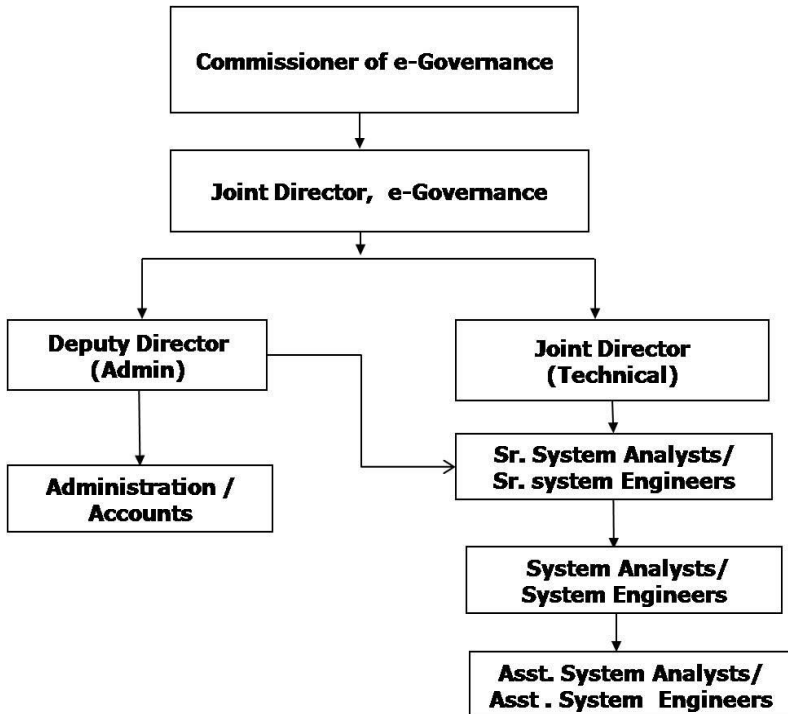 Commissioner of e-Governance
Joint Director, e-Governance
Deputy Director
(Admin)
Joint Director
(Technical)
Administration /
Accounts
Sr. System Analysts/
Sr. system Engineers
System Analysts/
System Engineers
Asst. System Analysts/
Asst . System Engineers